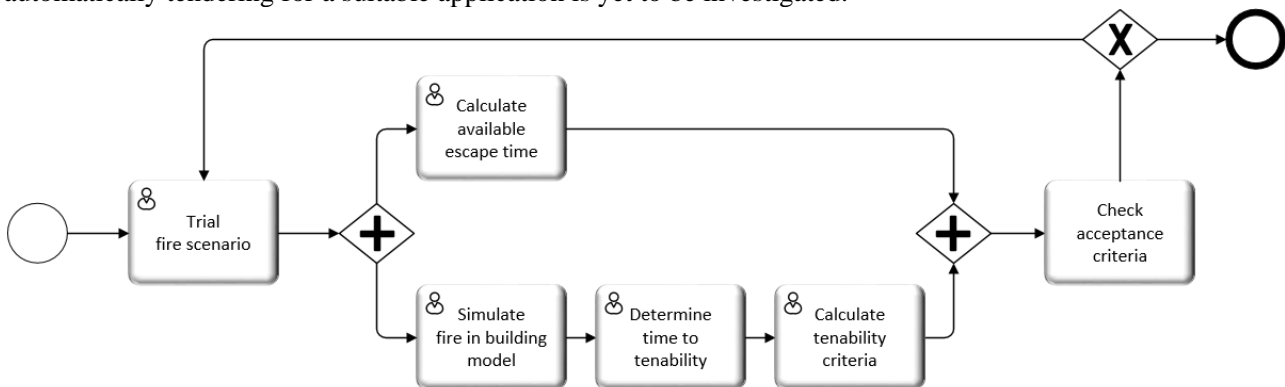 automatically tendering for a suitable application is yet to be investigated.
Calculate
available
escape time
Trial
fire scenario
Check
acceptance
criteria
Simulate
fire in building
model
Determine
time to
tenability
Calculate
tenability
criteria